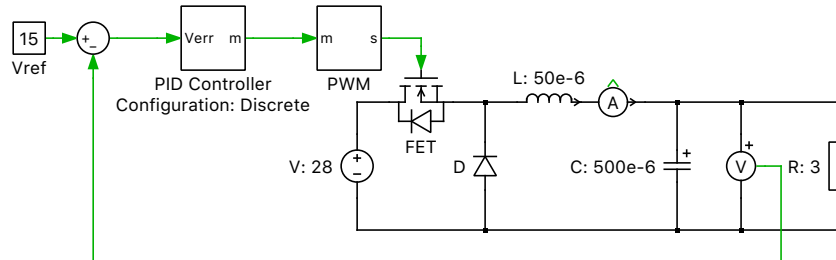 15
Vref
+
−
Verr m
PID Controller
Configuration: Discrete
m s
PWM
FET
V: 28
+
−
D
L: 50e-6
A
C: 500e-6
+
V
+
R: 3